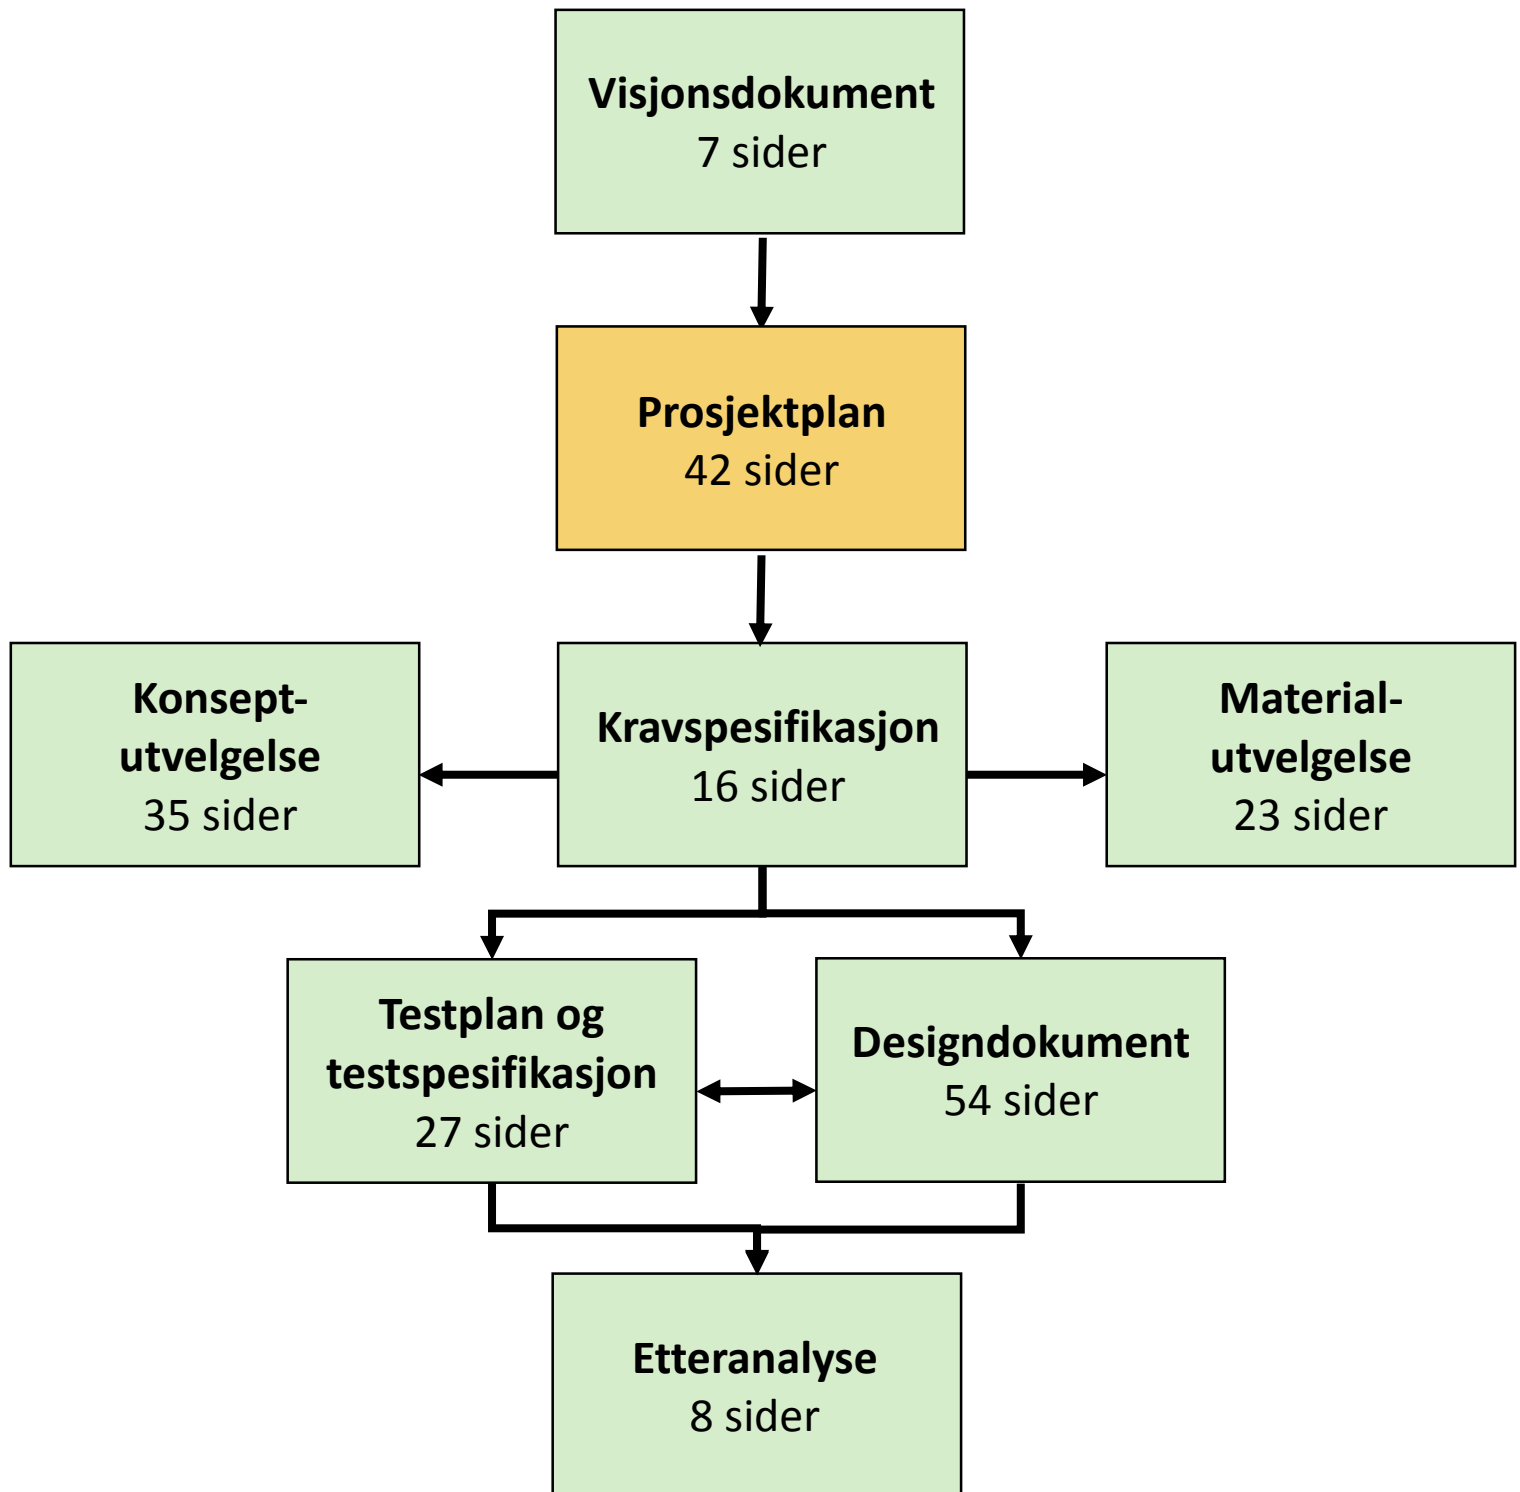 Visjonsdokument
7 sider
Prosjektplan
42 sider
Konsept-
utvelgelse
35 sider
Kravspesifikasjon
16 sider
Material-
utvelgelse
23 sider
Testplan og
testspesifikasjon
27 sider
Designdokument
54 sider
Etteranalyse
8 sider